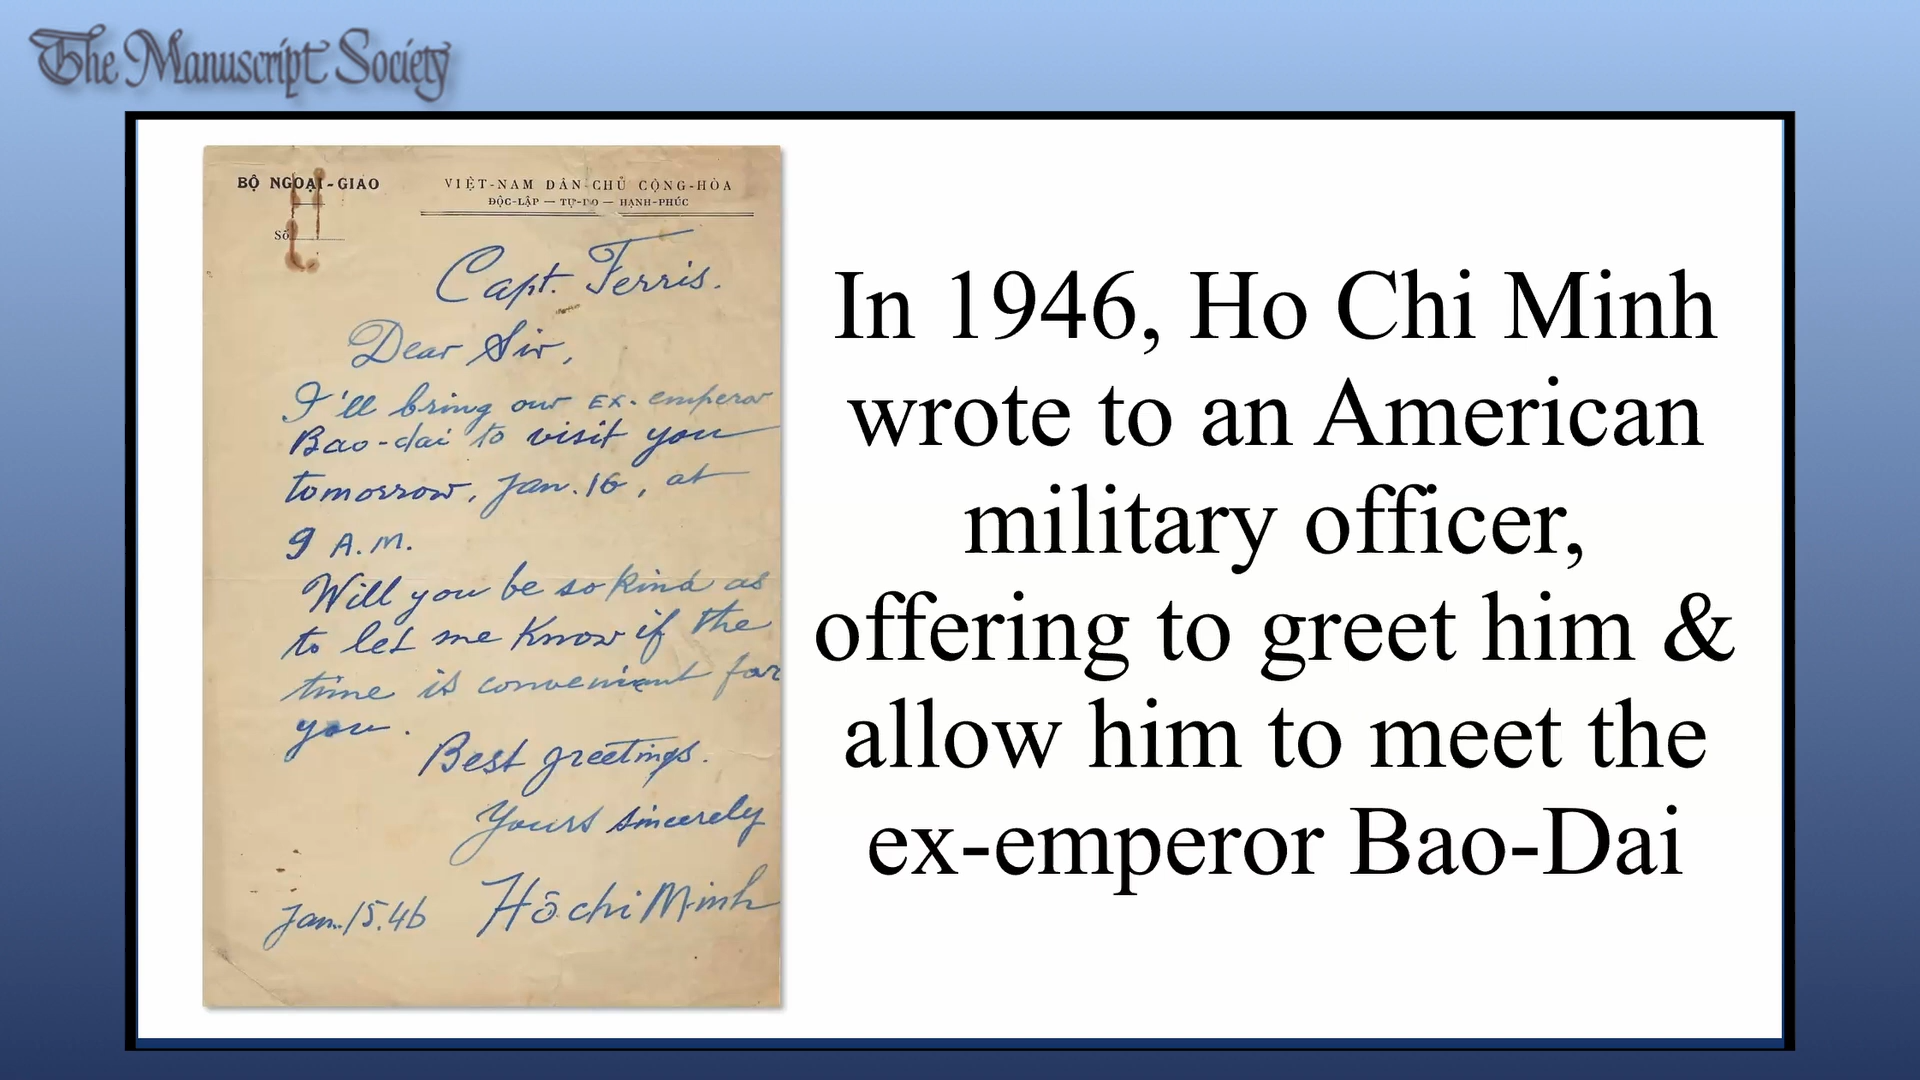 The Manuscript Society
BỘ NGOẠI-GIAO
VIỆT-NAM DÂN-CHỦ CỘNG-HÒA
ĐỘC-LẬP — TỰ-DO — HẠNH-PHÚC
Số
Capt. Ferris.
Dear Sir,
I'll bring our Ex-emperor
Bao-dai to visit you
tomorrow, Jan. 16, at
9 A.M.
Will you be so kind as
to let me know if the
time is convenient for
you.
Best greetings.
Yours sincerely
Jan. 15.46 Hồ chi Minh
In 1946, Ho Chi Minh
wrote to an American
military officer,
offering to greet him &
allow him to meet the
ex-emperor Bao-Dai